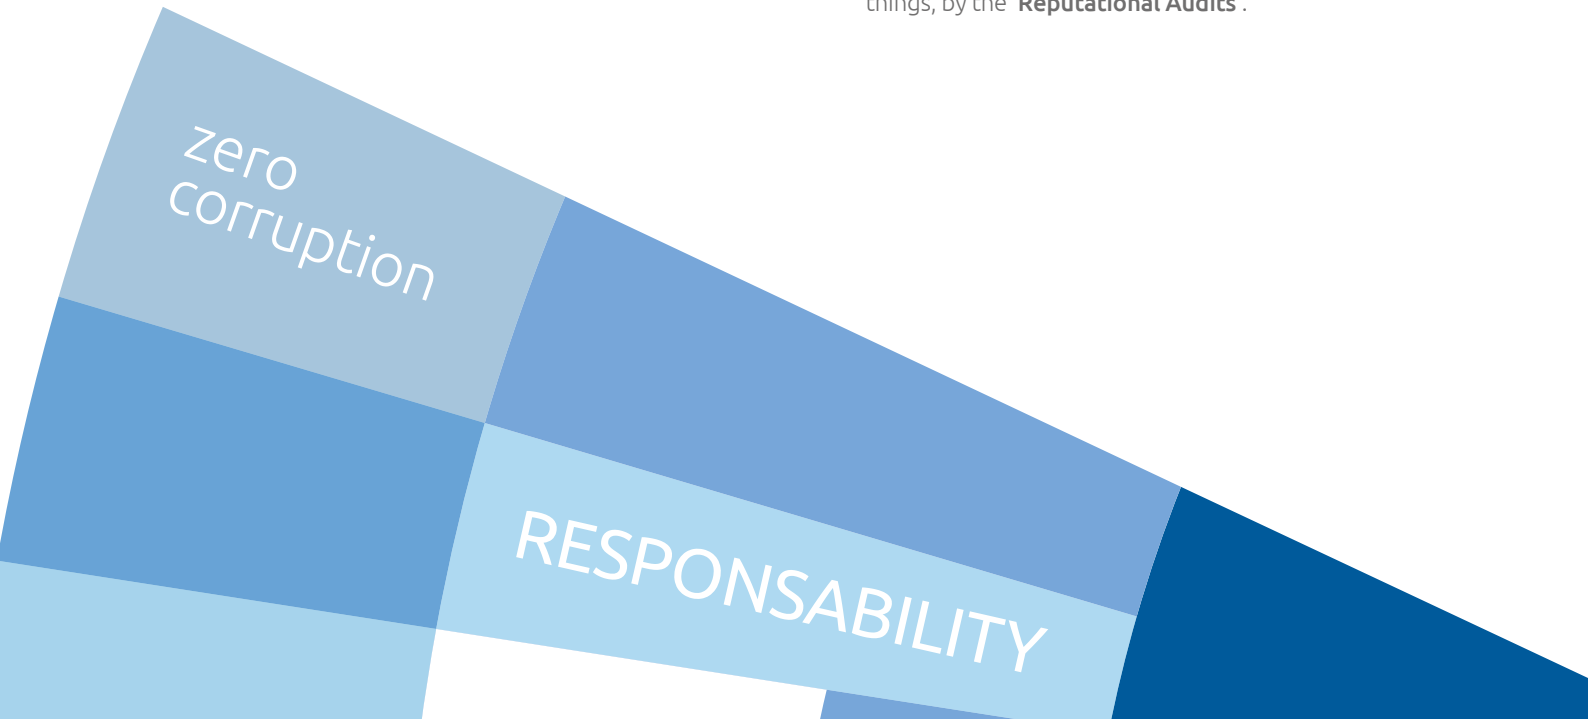 things, by the 'Reputational Audits'.
zero
corruption
RESPONSABILITY